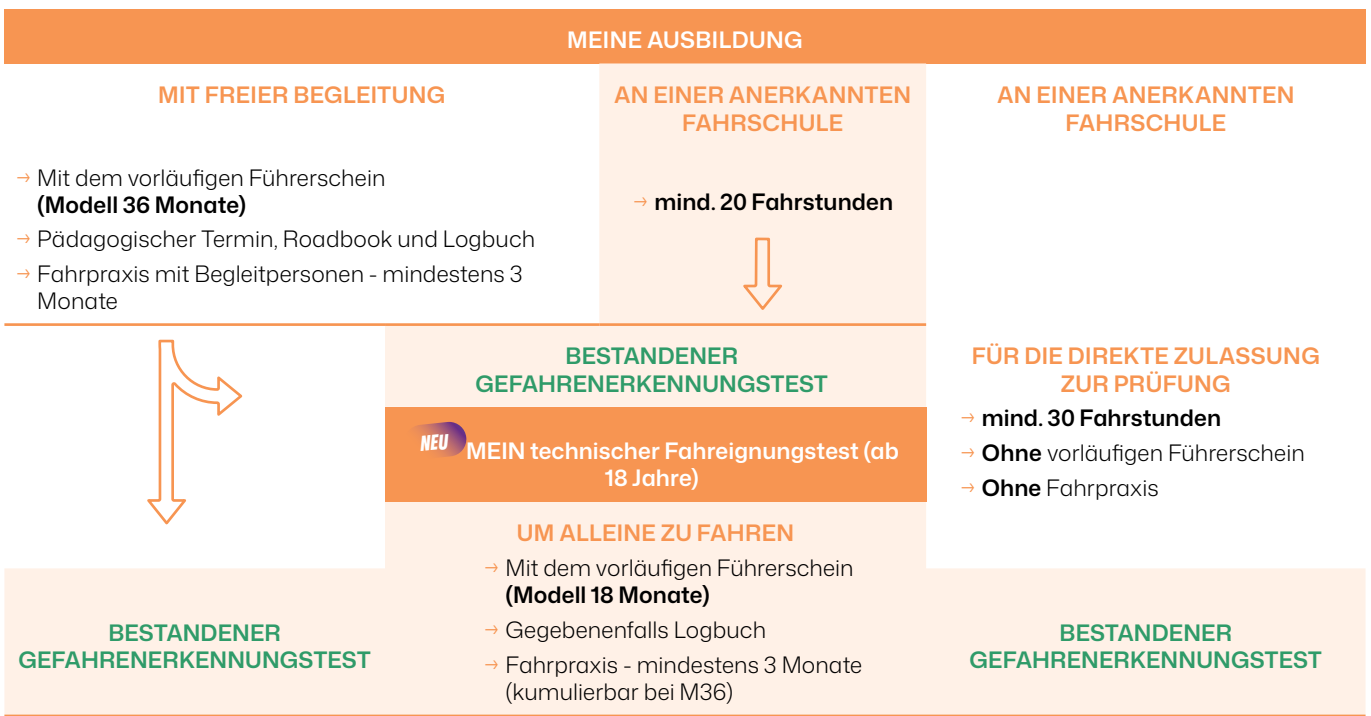 MEINE AUSBILDUNG
MIT FREIER BEGLEITUNG
→ Mit dem vorläufigen Führerschein
(Modell 36 Monate)
→ Pädagogischer Termin, Roadbook und Logbuch
→ Fahrpraxis mit Begleitpersonen - mindestens 3
Monate
AN EINER ANERKANNTEN
FAHRSCHULE
→ mind. 20 Fahrstunden
AN EINER ANERKANNTEN
FAHRSCHULE
BESTANDENER
GEFAHRENERKENNUNGSTEST
NEU
MEIN technischer Fahreignungstest (ab
18 Jahre)
UM ALLEINE ZU FAHREN
→ Mit dem vorläufigen Führerschein
(Modell 18 Monate)
→ Gegebenenfalls Logbuch
→ Fahrpraxis - mindestens 3 Monate
(kumulierbar bei M36)
FÜR DIE DIREKTE ZULASSUNG
ZUR PRÜFUNG
→ mind. 30 Fahrstunden
→ Ohne vorläufigen Führerschein
→ Ohne Fahrpraxis
BESTANDENER
GEFAHRENERKENNUNGSTEST
BESTANDENER
GEFAHRENERKENNUNGSTEST